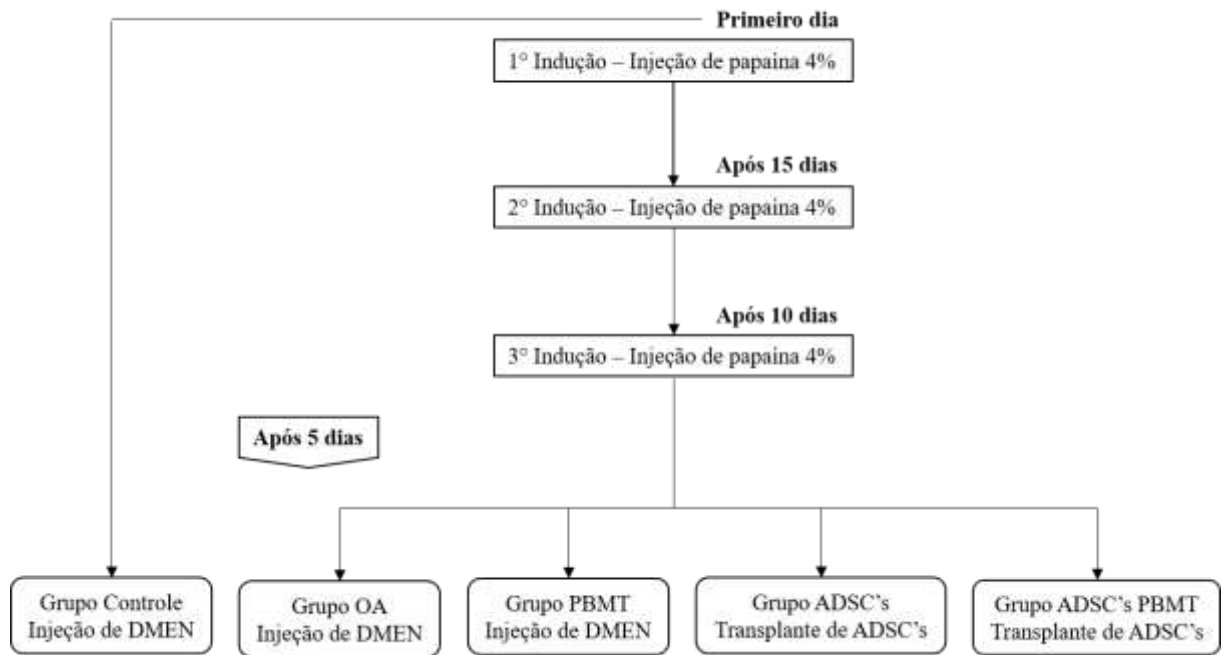 Primeiro dia
1° Indução – Injeção de papaina 4%
Após 15 dias
2° Indução – Injeção de papaina 4%
Após 10 dias
3° Indução – Injeção de papaina 4%
Após 5 dias
Grupo Controle
Injeção de DMEN
Grupo OA
Injeção de DMEN
Grupo PBMT
Injeção de DMEN
Grupo ADSC's
Transplante de ADSC's
Grupo ADSC's PBMT
Transplante de ADSC's